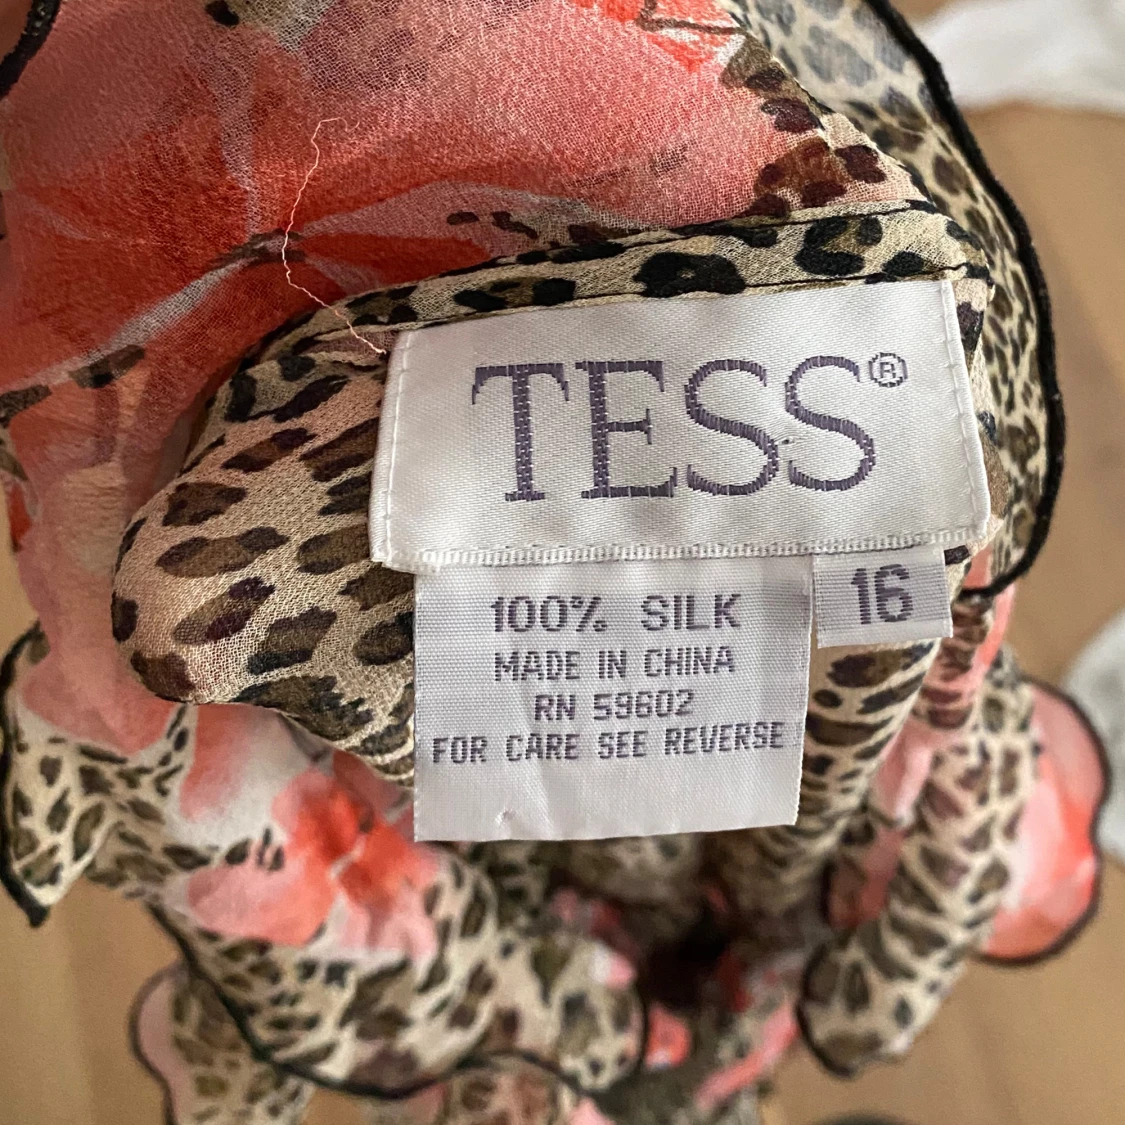 TESS®
16
100% SILK
MADE IN CHINA
RN 59602
FOR CARE SEE REVERSE